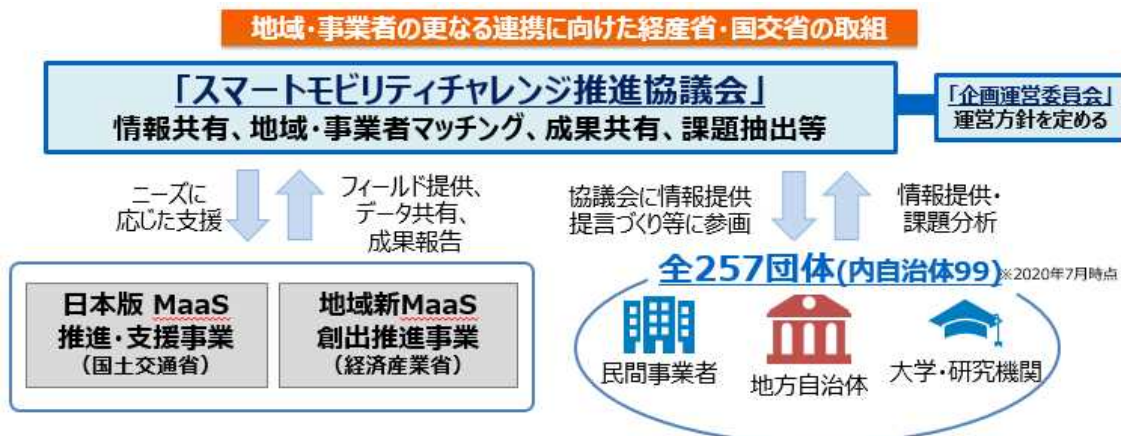 地域・事業者の更なる連携に向けた経産省・国交省の取組
「スマートモビリティチャレンジ推進協議会」
情報共有、地域・事業者マッチング、成果共有、課題抽出等
「企画運営委員会」
運営方針を定める
ニーズに
応じた支援
フィールド提供、
データ共有、
成果報告
協議会に情報提供
提言づくり等に参画
情報提供・
課題分析
日本版 MaaS
推進・支援事業
（国土交通省）
地域新MaaS
創出推進事業
（経済産業省）
全257団体(内自治体99)※2020年7月時点
民間事業者
地方自治体
大学・研究機関